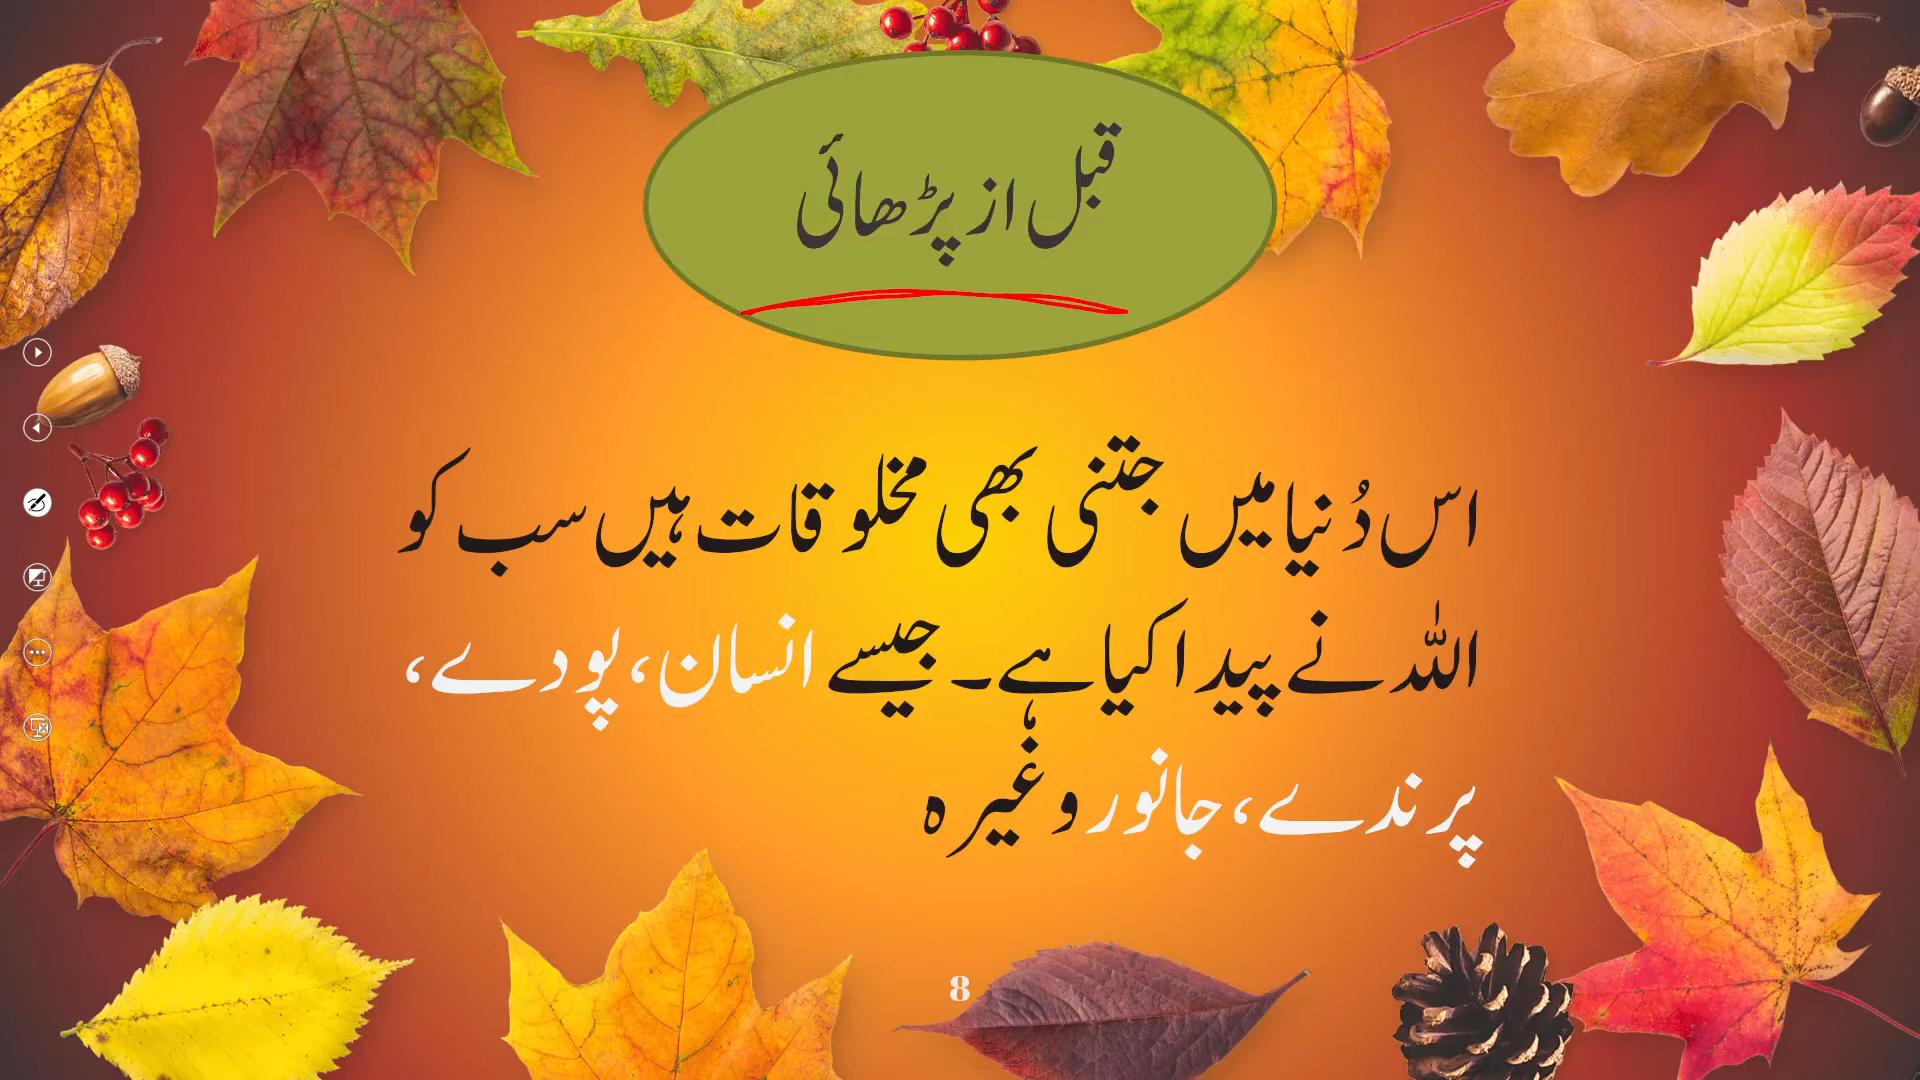 قبل از پڑھائی
اس دُنیا میں جتنی بھی مخلوقات ہیں سب کو
اللہ نے پیدا کیا ہے۔ جیسے انسان، پودے،
پرندے، جانور وغیرہ
8